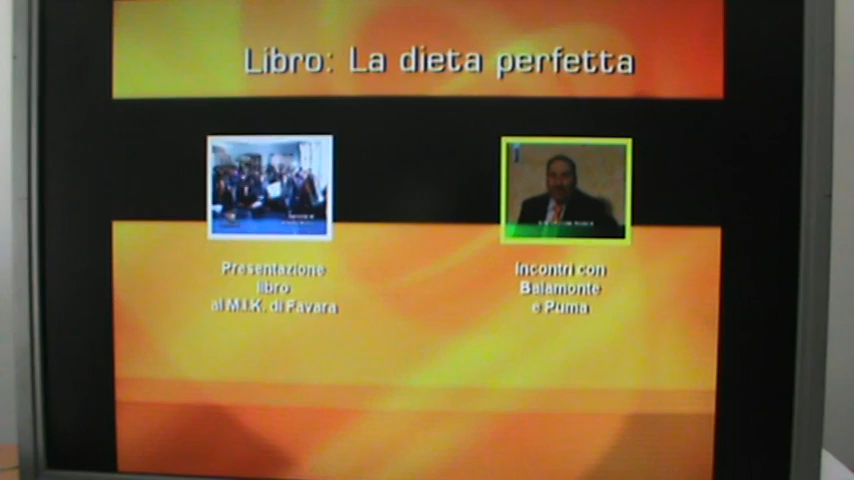 Libro: La dieta perfetta
Presentazione
libro
al M.I.K. di Favara
Incontri con
Balamonte
e Puma